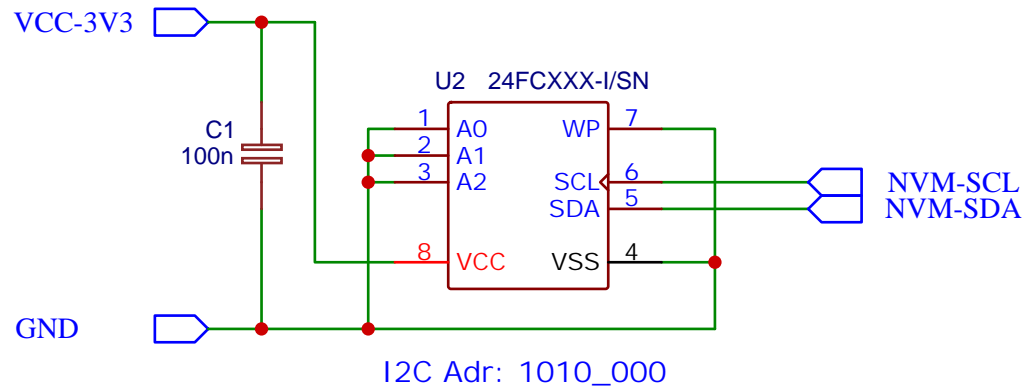 VCC-3V3
U2 24FCXXX-I/SN
C1
100n
1 A0 WP 7
2 A1
3 A2 SCL 6
SDA 5
NVM-SCL
NVM-SDA
8 VCC VSS 4
GND
I2C Adr: 1010_000